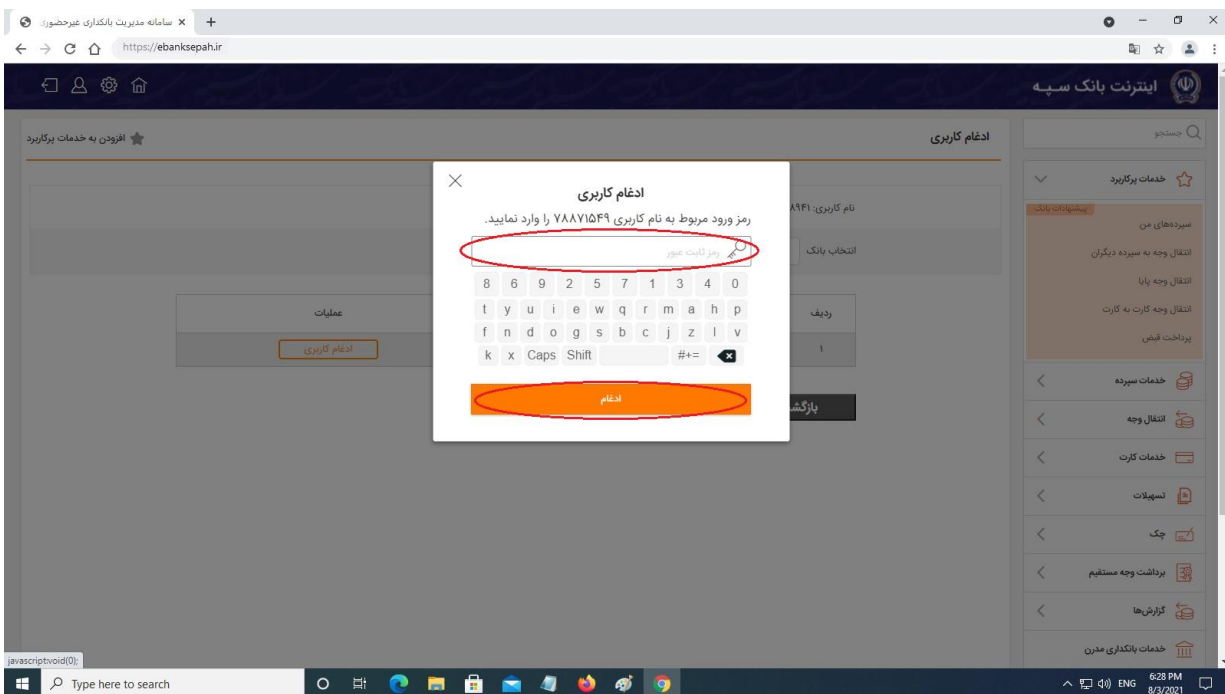 سامانه مدیریت بانکداری غیرحضوری
https://ebanksepah.ir
اینترنت بانک سـپـه
جستجو
ادغام کاربری
افزودن به خدمات پرکاربرد
خدمات پرکاربرد
پیشنهادات بانک
سپرده‌های من
انتقال وجه به سپرده دیگران
انتقال وجه پایا
انتقال وجه کارت به کارت
پرداخت قبض
خدمات سپرده
انتقال وجه
خدمات کارت
تسهیلات
چک
برداشت وجه مستقیم
گزارش‌ها
خدمات بانکداری مدرن
نام کاربری: ۸۹۴۱
انتخاب بانک
ردیف
عملیات
۱
ادغام کاربری
ادغام کاربری
رمز ورود مربوط به نام کاربری ۷۸۸۷۱۵۴۹ را وارد نمایید.
رمز ثابت عبور
8 6 9 2 5 7 1 3 4 0
t y u i e w q r m a h p
f n d o g s b c j z l v
k x Caps Shift #+=
ادغام
javascript:void(0);
Type here to search
ENG
6:28 PM
8/3/2021